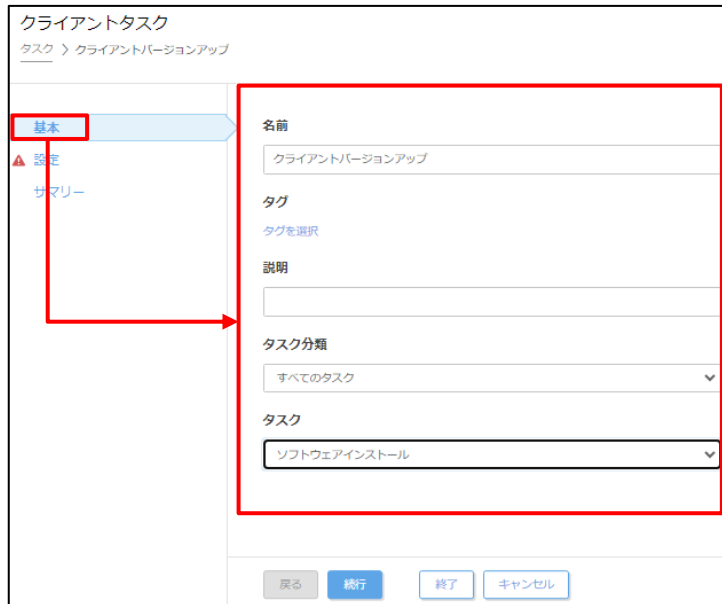 クライアントタスク
タスク 〉 クライアントバージョンアップ
基本
設定
サマリー
名前
クライアントバージョンアップ
タグ
タグを選択
説明
タスク分類
すべてのタスク
タスク
ソフトウェアインストール
戻る 続行 終了 キャンセル